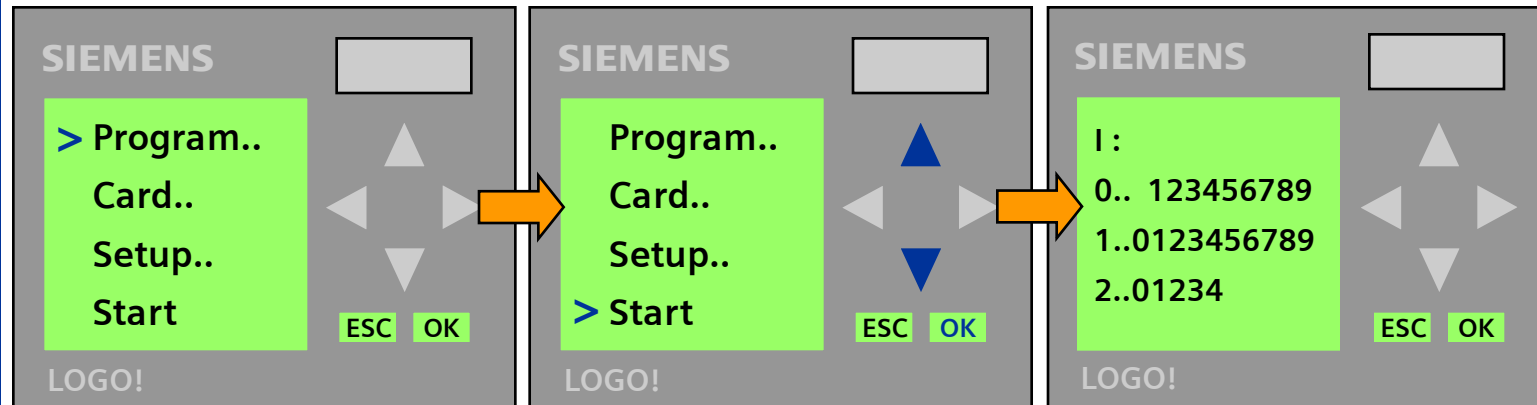 SIEMENS
> Program..
Card..
Setup..
Start
ESC OK
LOGO!
SIEMENS
Program..
Card..
Setup..
> Start
ESC OK
LOGO!
SIEMENS
I :
0.. 123456789
1..0123456789
2..01234
ESC OK
LOGO!